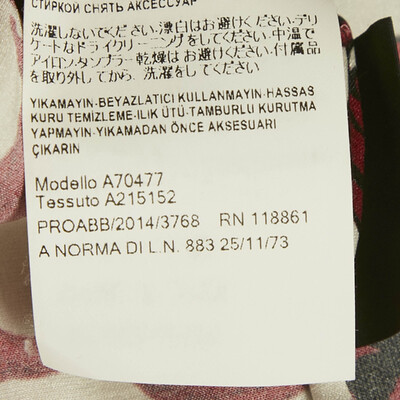 СТИРКОЙ СНЯТЬ АКСЕССУАР
洗濯しないでください.漂白はお避けください.デリ
ケートなドライクリーニングをしてください.中温で
アイロン.タンブラー乾燥は お避けください.付属品
を取り外してから、洗濯をしてください.
YIKAMAYIN-BEYAZLATICI KULLANMAYIN-HASSAS
KURU TEMIZLEME-ILIK ÜTÜ-TAMBURLU KURUTMA
YAPMAYIN-YIKAMADAN ÖNCE AKSESUARI
ÇIKARIN
Modello A70477
Tessuto A215152
PROABB/2014/3768 RN 118861
A NORMA DI L.N. 883 25/11/73